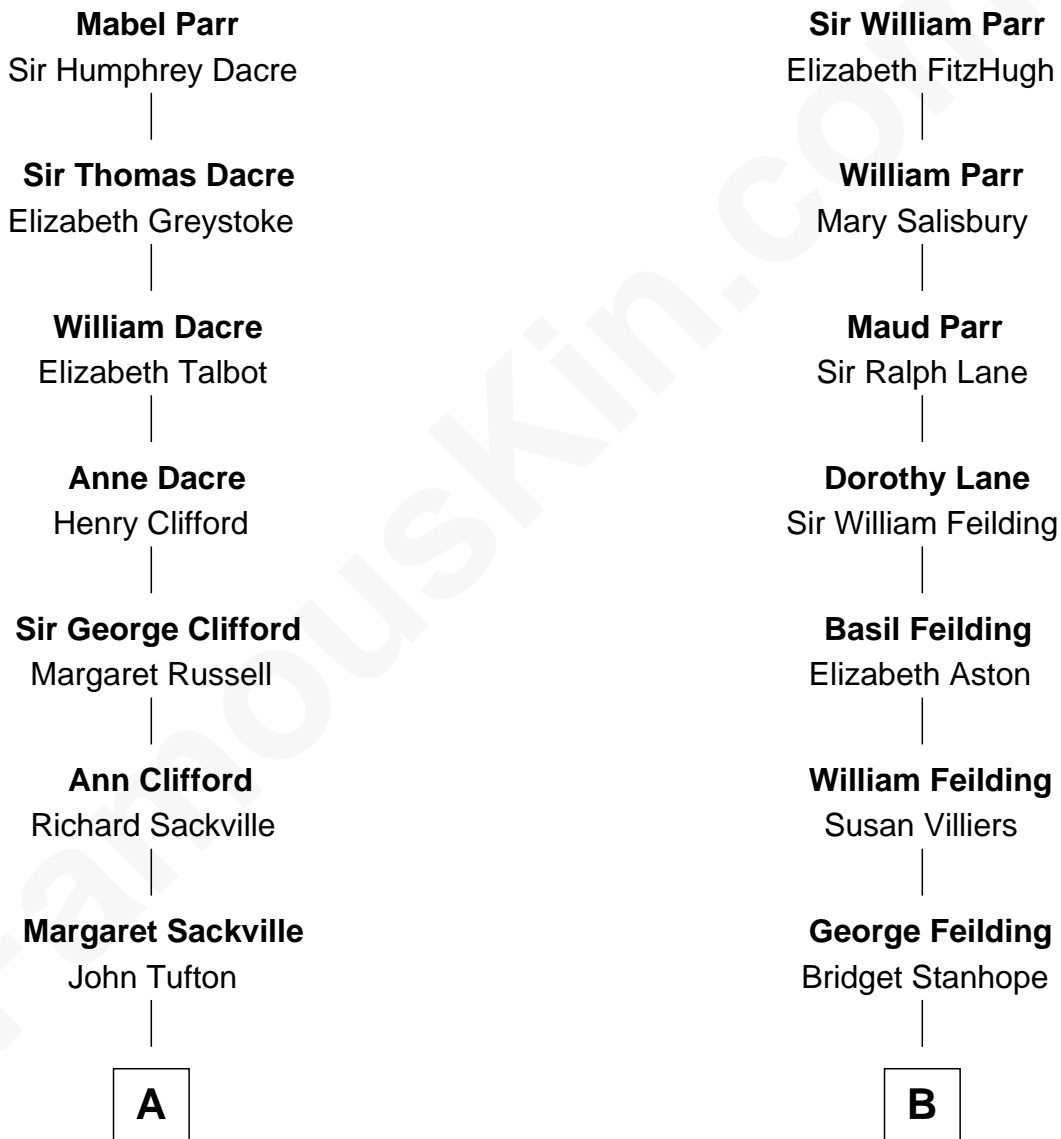 Mabel Parr
Sir Humphrey Dacre
Sir Thomas Dacre
Elizabeth Greystoke
William Dacre
Elizabeth Talbot
Anne Dacre
Henry Clifford
Sir George Clifford
Margaret Russell
Ann Clifford
Richard Sackville
Margaret Sackville
John Tufton
A
Sir William Parr
Elizabeth FitzHugh
William Parr
Mary Salisbury
Maud Parr
Sir Ralph Lane
Dorothy Lane
Sir William Feilding
Basil Feilding
Elizabeth Aston
William Feilding
Susan Villiers
George Feilding
Bridget Stanhope
B
FamousKin.com